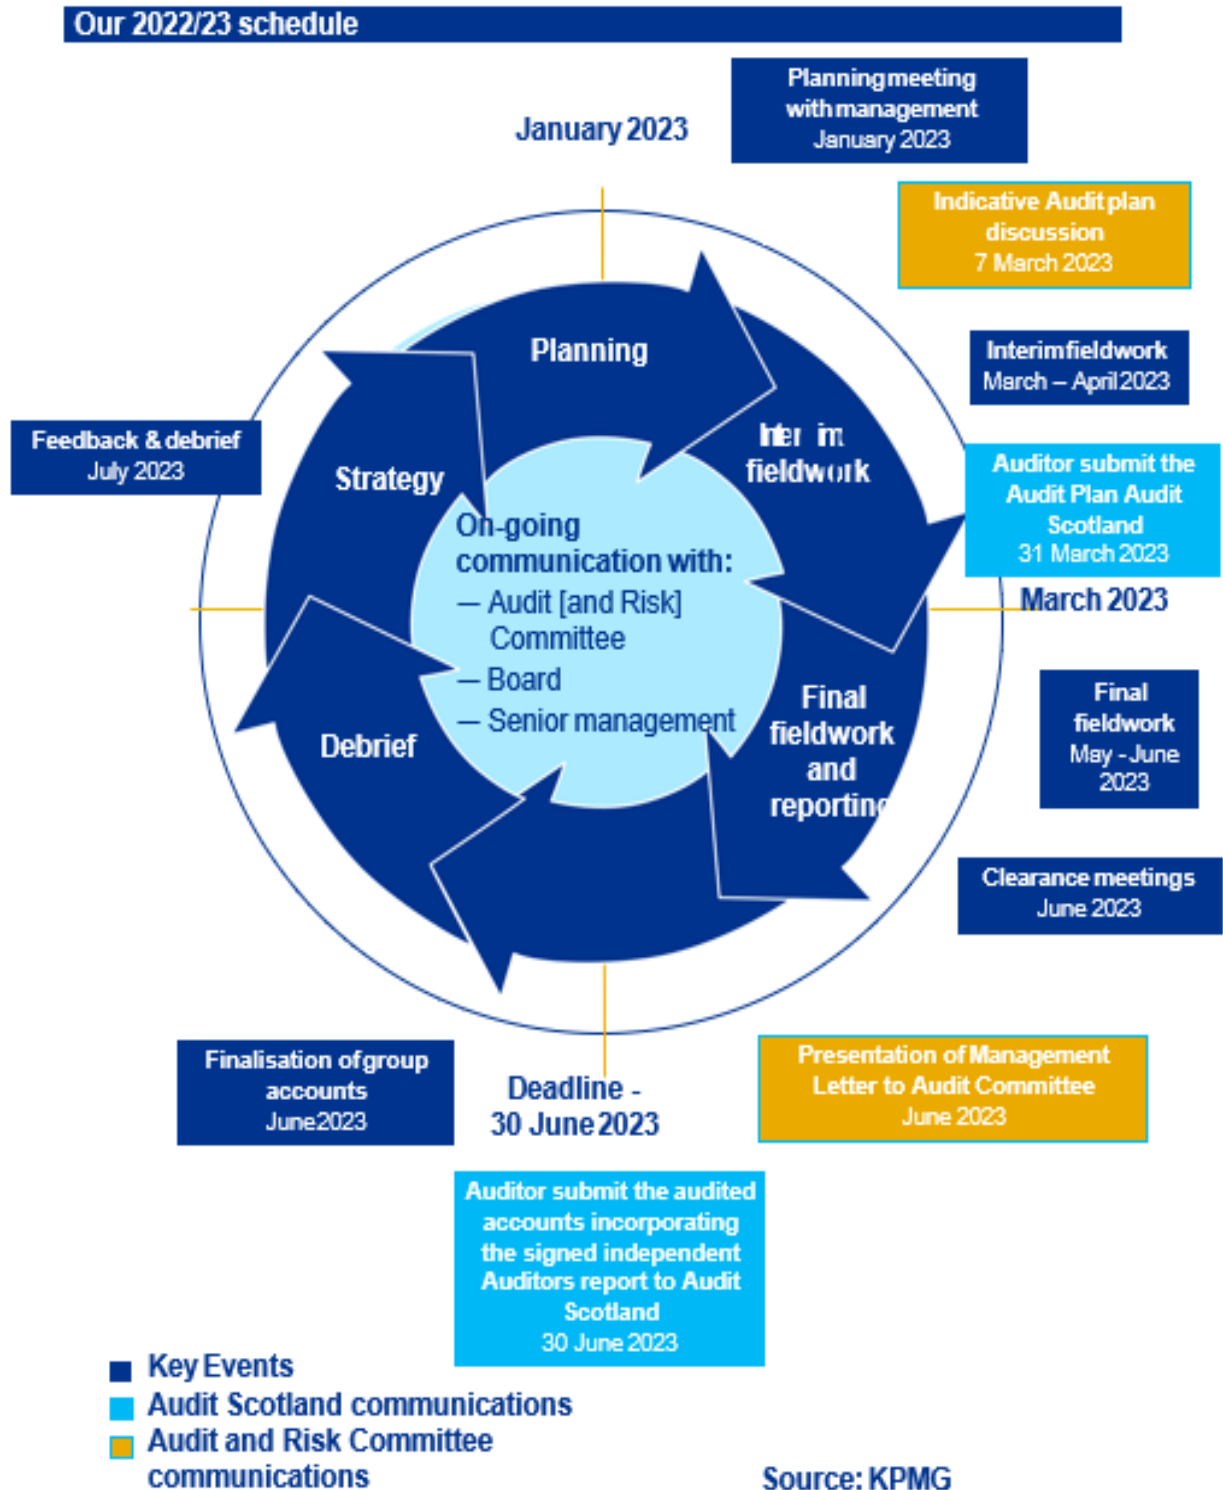 Our 2022/23 schedule
Planning meeting
with management
January 2023
January 2023
Indicative Audit plan
discussion
7 March 2023
Planning
Interim fieldwork
March – April 2023
Inter im
fieldwork
Feedback & debrief
July 2023
Strategy
Auditor submit the
Audit Plan Audit
Scotland
31 March 2023
On-going
communication with:
— Audit [and Risk]
Committee
— Board
— Senior management
March 2023
Final
fieldwork
and
reporting
Final
fieldwork
May - June
2023
Debrief
Clearance meetings
June 2023
Finalisation of group
accounts
June 2023
Deadline -
30 June 2023
Presentation of Management
Letter to Audit Committee
June 2023
Auditor submit the audited
accounts incorporating
the signed independent
Auditors report to Audit
Scotland
30 June 2023
Key Events
Audit Scotland communications
Audit and Risk Committee
communications
Source: KPMG